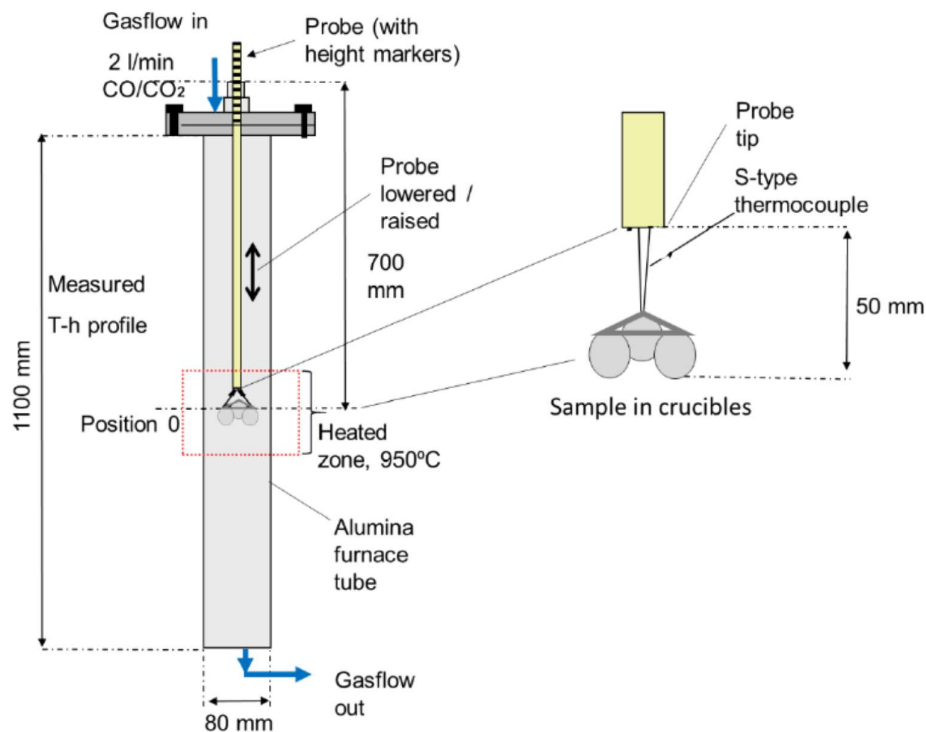 Gasflow in
2 l/min
CO/CO₂
Probe (with
height markers)
Probe
lowered /
raised
700
mm
Measured
T-h profile
1100 mm
Position 0
Heated
zone, 950ºC
Alumina
furnace
tube
Gasflow
out
80 mm
Probe
tip
S-type
thermocouple
50 mm
Sample in crucibles